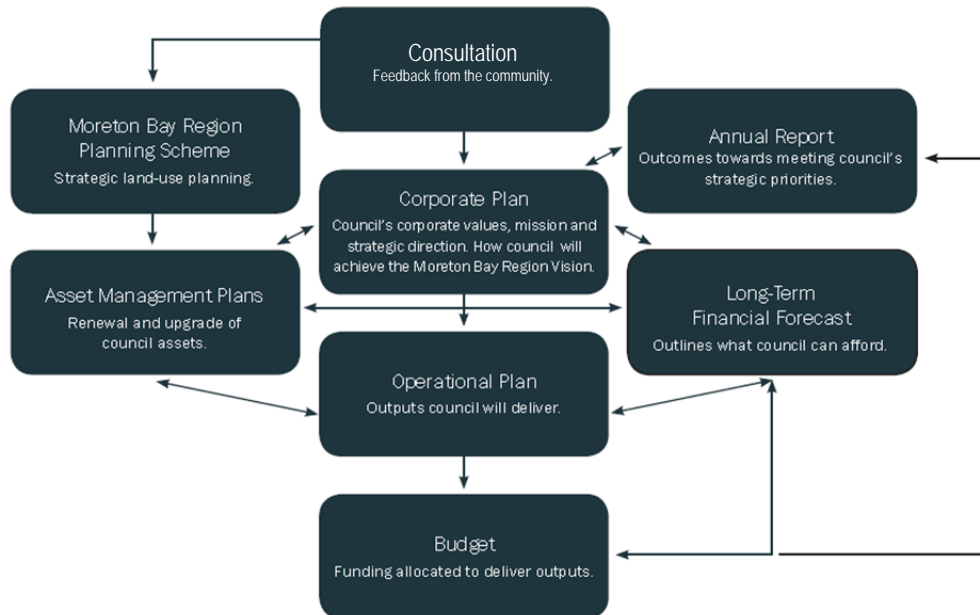 Consultation
Feedback from the community.
Moreton Bay Region
Planning Scheme
Strategic land-use planning.
Annual Report
Outcomes towards meeting council's
strategic priorities.
Corporate Plan
Council's corporate values, mission and
strategic direction. How council will
achieve the Moreton Bay Region Vision.
Asset Management Plans
Renewal and upgrade of
council assets.
Long-Term
Financial Forecast
Outlines what council can afford.
Operational Plan
Outputs council will deliver.
Budget
Funding allocated to deliver outputs.